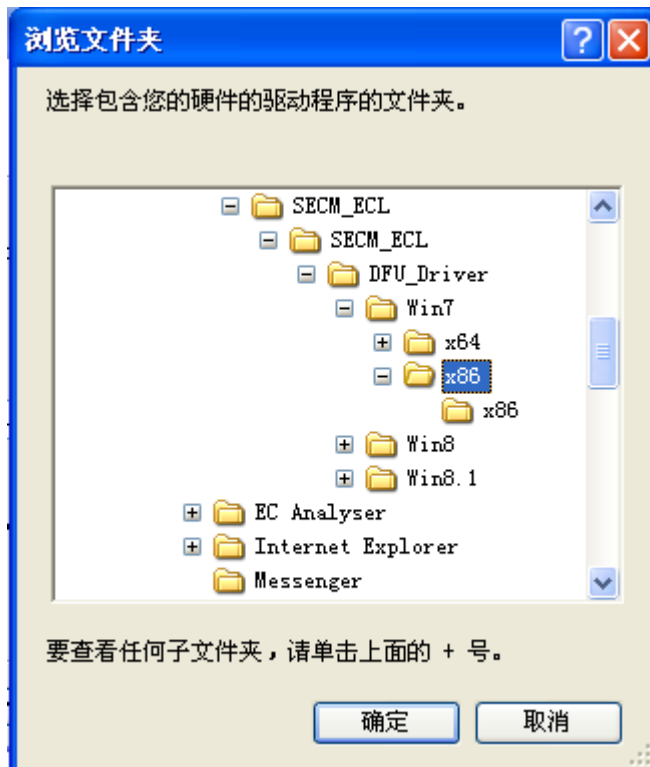 浏览文件夹
选择包含您的硬件的驱动程序的文件夹。
SECM_ECL
SECM_ECL
DFU_Driver
Win7
x64
x86
x86
Win8
Win8.1
EC Analyser
Internet Explorer
Messenger
要查看任何子文件夹，请单击上面的 + 号。
确定
取消